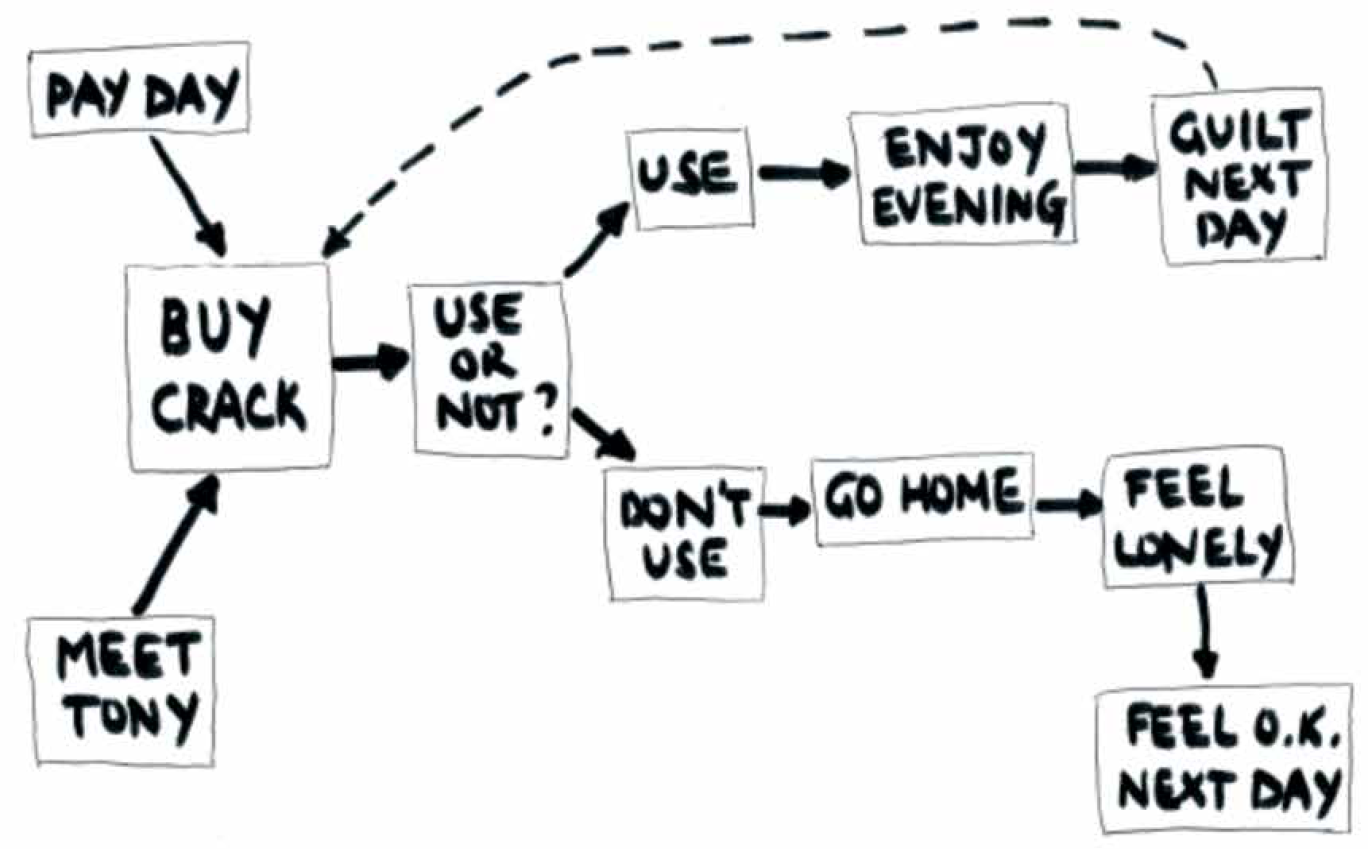 PAY DAY
BUY
CRACK
MEET
TONY
USE
OR
NOT?
USE
ENJOY
EVENING
GUILT
NEXT
DAY
DON'T
USE
GO HOME
FEEL
LONELY
FEEL O.K.
NEXT DAY